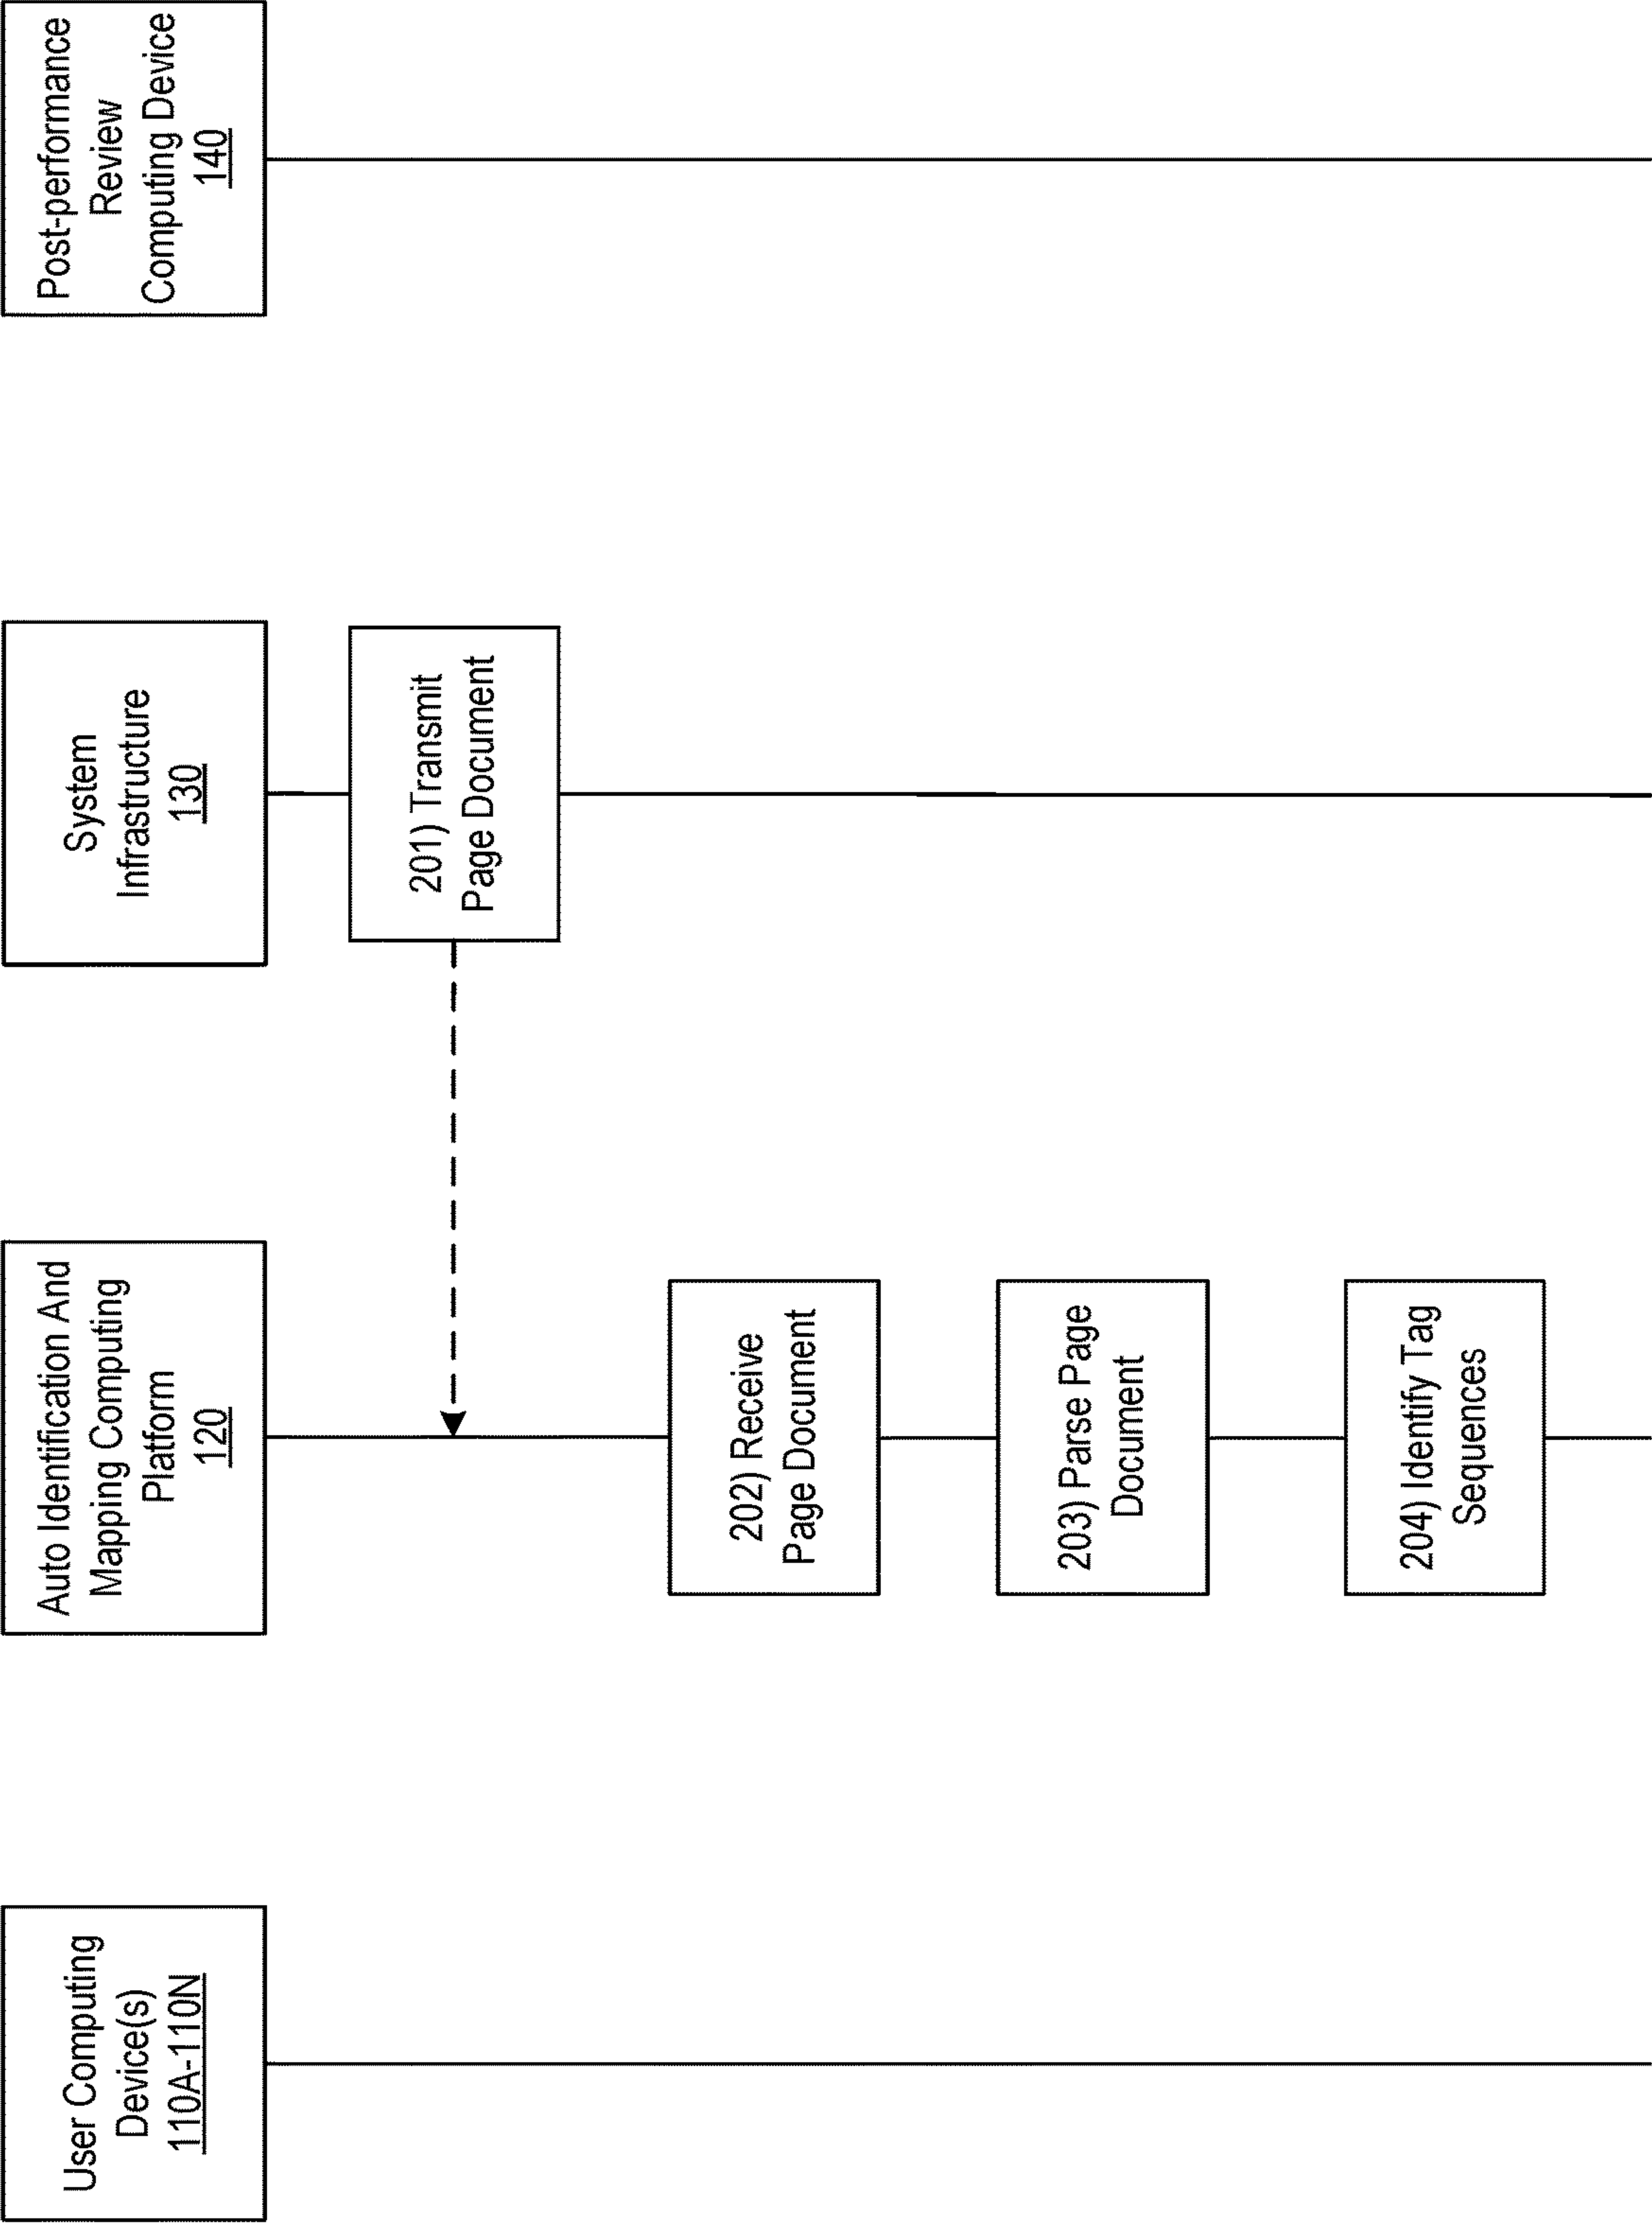 User Computing
Device(s)
110A-110N
Auto Identification And
Mapping Computing
Platform
120
System
Infrastructure
130
Post-performance
Review
Computing Device
140
201) Transmit
Page Document
202) Receive
Page Document
203) Parse Page
Document
204) Identify Tag
Sequences